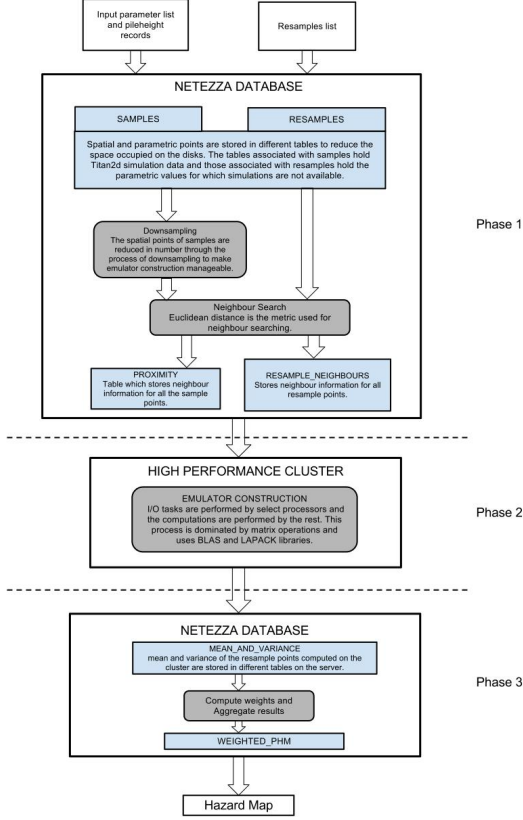 Input parameter list
and pileheight
records
Resamples list
NETEZZA DATABASE
SAMPLES
RESAMPLES
Spatial and parametric points are stored in different tables to reduce the
space occupied on the disks. The tables associated with samples hold
Titan2d simulation data and those associated with resamples hold the
parametric values for which simulations are not available.
Phase 1
Downsampling
The spatial points of samples are
reduced in number through the
process of downsampling to make
emulator construction manageable.
Neighbour Search
Euclidean distance is the metric used for
neighbour searching.
PROXIMITY
Table which stores neighbour
information for all the sample
points.
RESAMPLE_NEIGHBOURS
Stores neighbour information for all
resample points.
HIGH PERFORMANCE CLUSTER
EMULATOR CONSTRUCTION
I/O tasks are performed by select processors and
the computations are performed by the rest. This
process is dominated by matrix operations and
uses BLAS and LAPACK libraries.
Phase 2
NETEZZA DATABASE
MEAN_AND_VARIANCE
mean and variance of the resample points computed on the
cluster are stored in different tables on the server.
Phase 3
Compute weights and
Aggregate results
WEIGHTED_PHM
Hazard Map